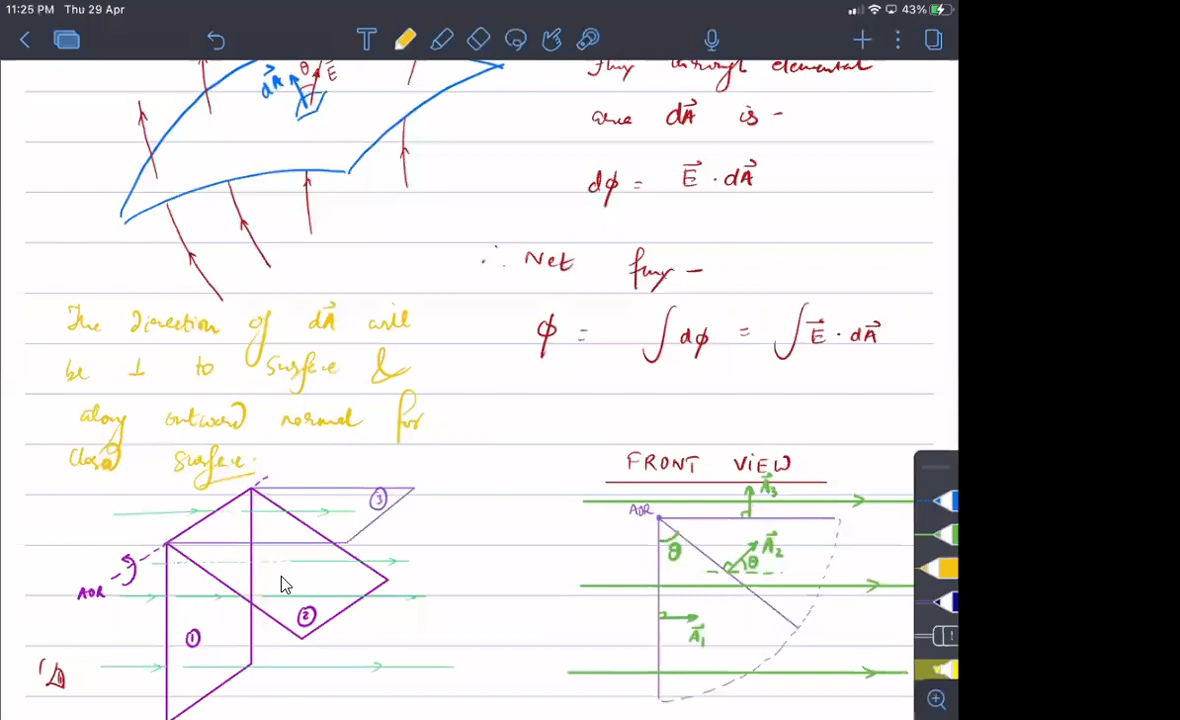 11:25 PM Thu 29 Apr
43%
θ
E
dA
flux through elemental
area dA is -
dφ = E . dA
∴ Net flux -
φ = ∫ dφ = ∫ E . dA
The direction of dA will
be ⊥ to surface &
along outward normal for
closed surface.
③
AOR
②
①
FRONT VIEW
A₃
AOR
θ
A₂
θ
A₁